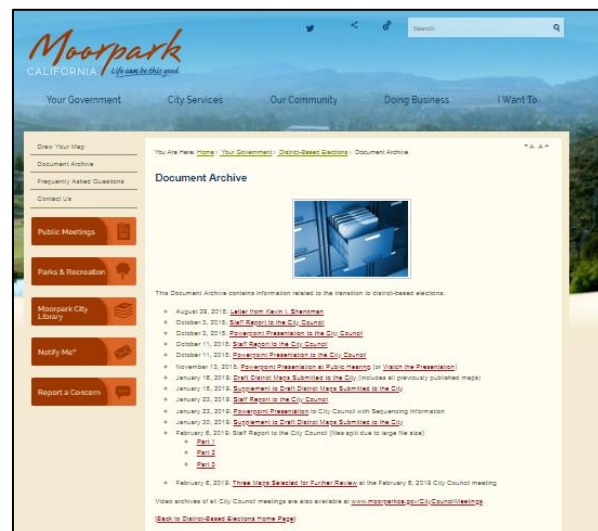 Search
Moorpark
CALIFORNIA Life can be this good
Your Government City Services Our Community Doing Business I Want To...
Draw Your Map
Document Archive
Frequently Asked Questions
Contact Us
Public Meetings
Parks & Recreation
Moorpark City
Library
Notify Me®
Report a Concern
You Are Here: Home › Your Government › District-Based Elections › Document Archive
Document Archive
This Document Archive contains information related to the transition to district-based elections.
August 29, 2018: Letter from Kevin I. Shenkman
October 3, 2018: Staff Report to the City Council
October 3, 2018: Powerpoint Presentation to the City Council
October 11, 2018: Staff Report to the City Council
October 11, 2018: Powerpoint Presentation to the City Council
November 13, 2018: Powerpoint Presentation at Public Hearing (or Watch the Presentation)
January 16, 2019: Draft District Maps Submitted to the City (includes all previously published maps)
January 18, 2019: Supplement to Draft District Maps Submitted to the City
January 23, 2019: Staff Report to the City Council
January 23, 2019: Powerpoint Presentation to City Council with Sequencing Information
January 30, 2019: Supplement to Draft District Maps Submitted to the City
February 6, 2019: Staff Report to the City Council (files split due to large file size)
Part 1
Part 2
Part 3
February 6, 2019: Three Maps Selected for Further Review at the February 6, 2019 City Council meeting
Video archives of all City Council meetings are also available at www.moorparkca.gov/CityCouncilMeetings.
[Back to District-Based Elections Home Page]